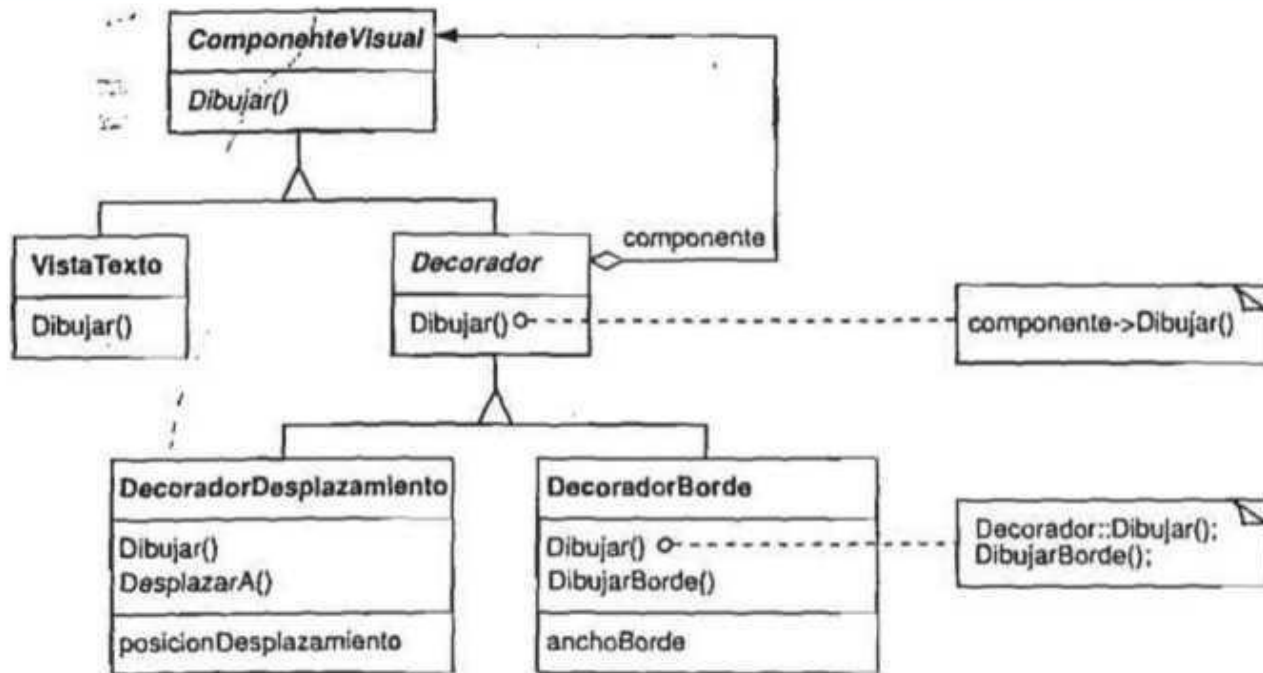 ComponenteVisual
Dibujar()
VistaTexto
Dibujar()
Decorador
Dibujar()
componente
componente->Dibujar()
DecoradorDesplazamiento
Dibujar()
DesplazarA()
posicionDesplazamiento
DecoradorBorde
Dibujar()
DibujarBorde()
anchoBorde
Decorador::Dibujar();
DibujarBorde();